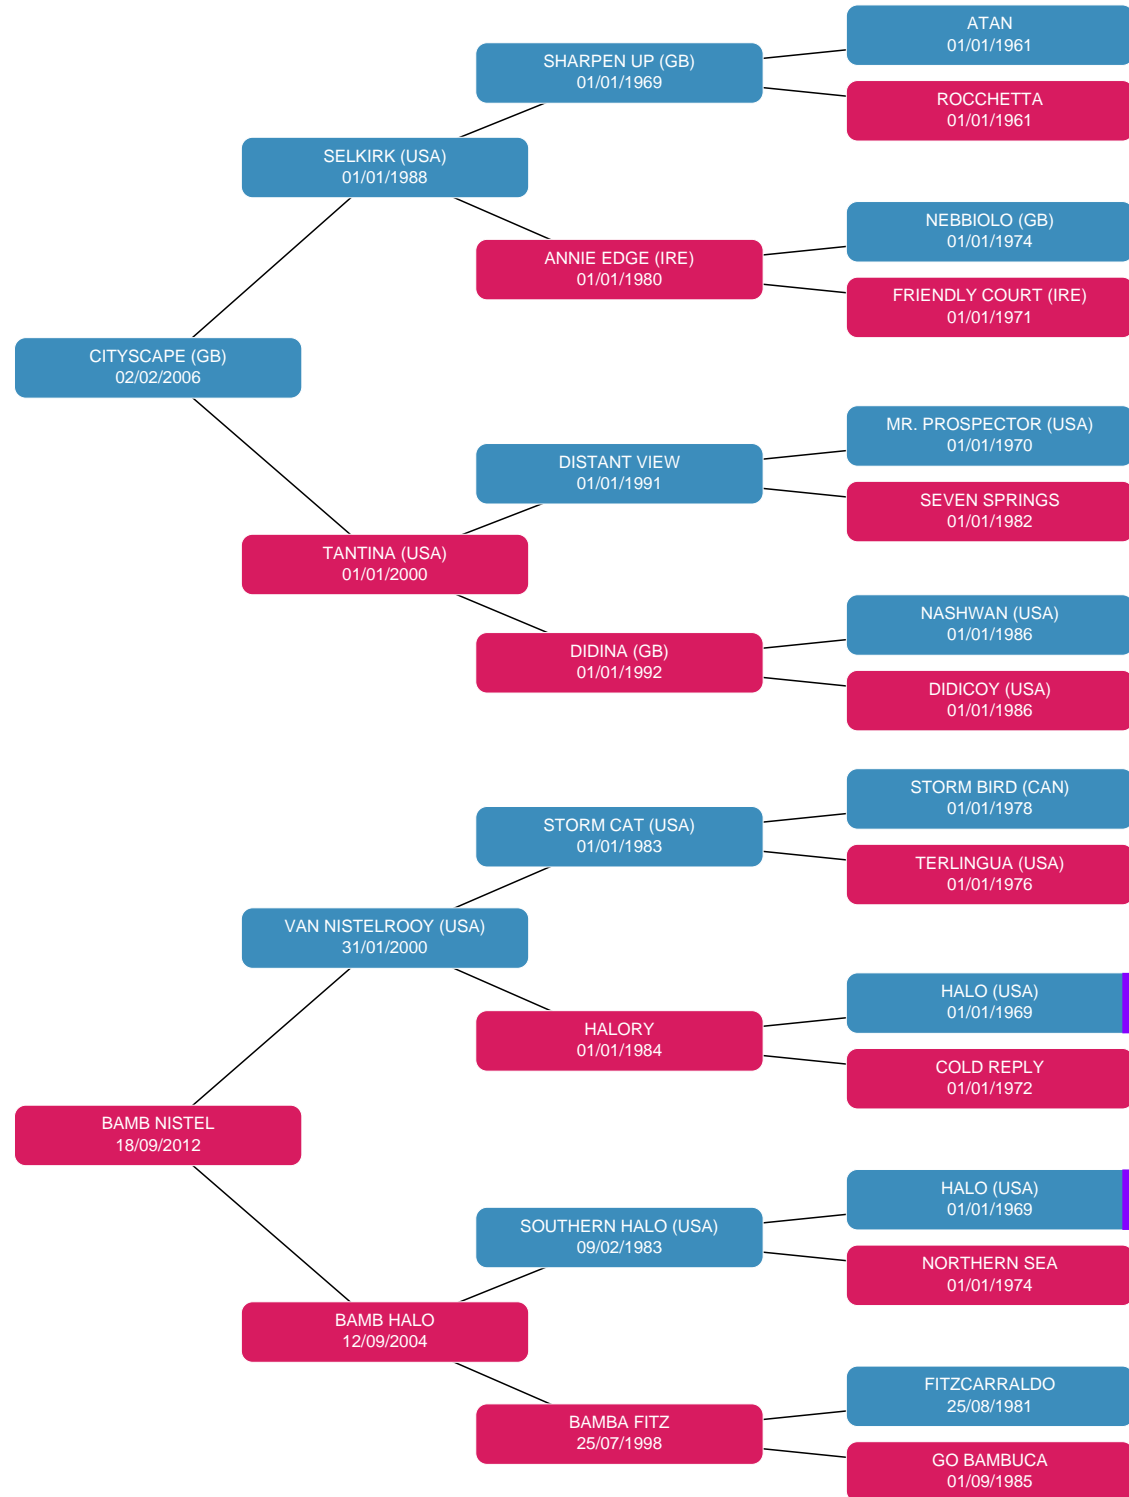 ATAN
01/01/1961
SHARPEN UP (GB)
01/01/1969
ROCCHETTA
01/01/1961
SELKIRK (USA)
01/01/1988
NEBBIOLO (GB)
01/01/1974
ANNIE EDGE (IRE)
01/01/1980
FRIENDLY COURT (IRE)
01/01/1971
CITYSCAPE (GB)
02/02/2006
MR. PROSPECTOR (USA)
01/01/1970
DISTANT VIEW
01/01/1991
SEVEN SPRINGS
01/01/1982
TANTINA (USA)
01/01/2000
NASHWAN (USA)
01/01/1986
DIDINA (GB)
01/01/1992
DIDICOY (USA)
01/01/1986
STORM BIRD (CAN)
01/01/1978
STORM CAT (USA)
01/01/1983
TERLINGUA (USA)
01/01/1976
VAN NISTELROOY (USA)
31/01/2000
HALO (USA)
01/01/1969
HALORY
01/01/1984
COLD REPLY
01/01/1972
BAMB NISTEL
18/09/2012
HALO (USA)
01/01/1969
SOUTHERN HALO (USA)
09/02/1983
NORTHERN SEA
01/01/1974
BAMB HALO
12/09/2004
FITZCARRALDO
25/08/1981
BAMBA FITZ
25/07/1998
GO BAMBUCA
01/09/1985